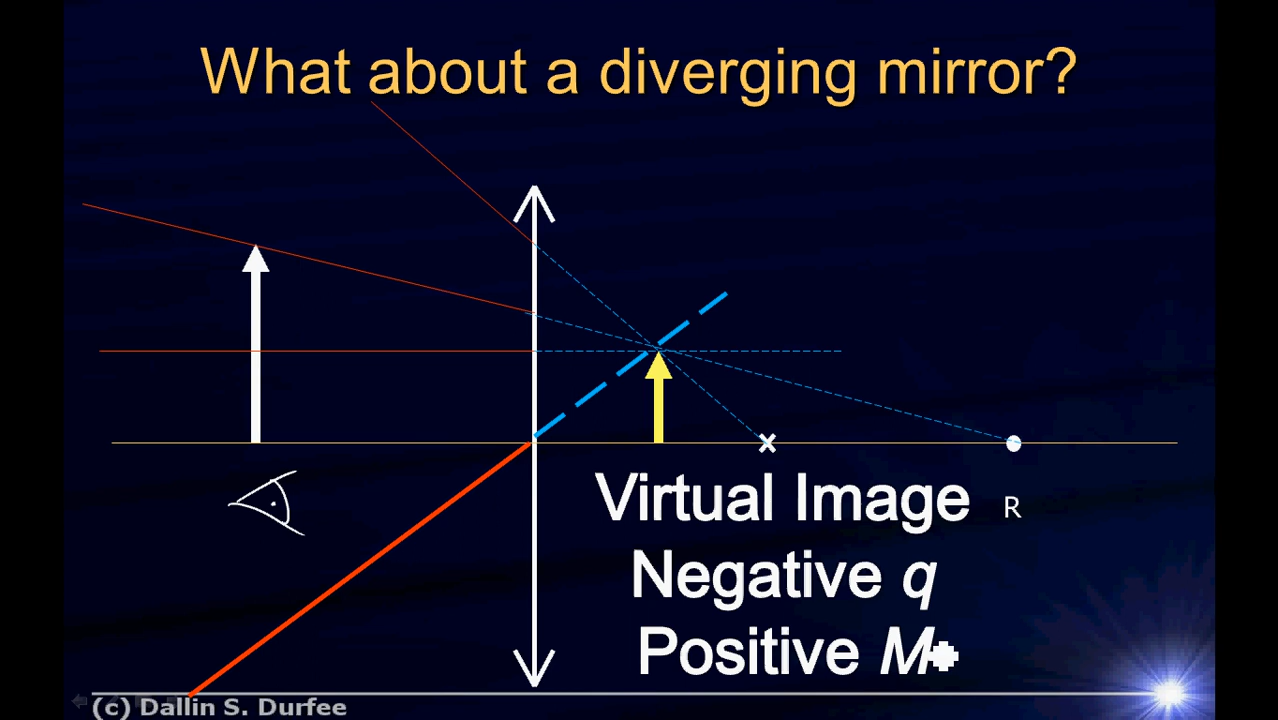 What about a diverging mirror?
Virtual Image
R
Negative q
Positive M
(c) Dallin S. Durfee